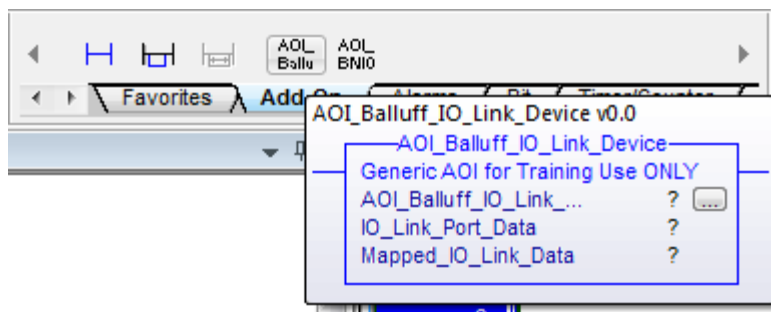 AOI_ AOI_
Ballu BNI0
Favorites Add-On Alarms Bit Timer/Counter
AOI_Balluff_IO_Link_Device v0.0
AOI_Balluff_IO_Link_Device
Generic AOI for Training Use ONLY
AOI_Balluff_IO_Link_... ? ...
IO_Link_Port_Data ?
Mapped_IO_Link_Data ?